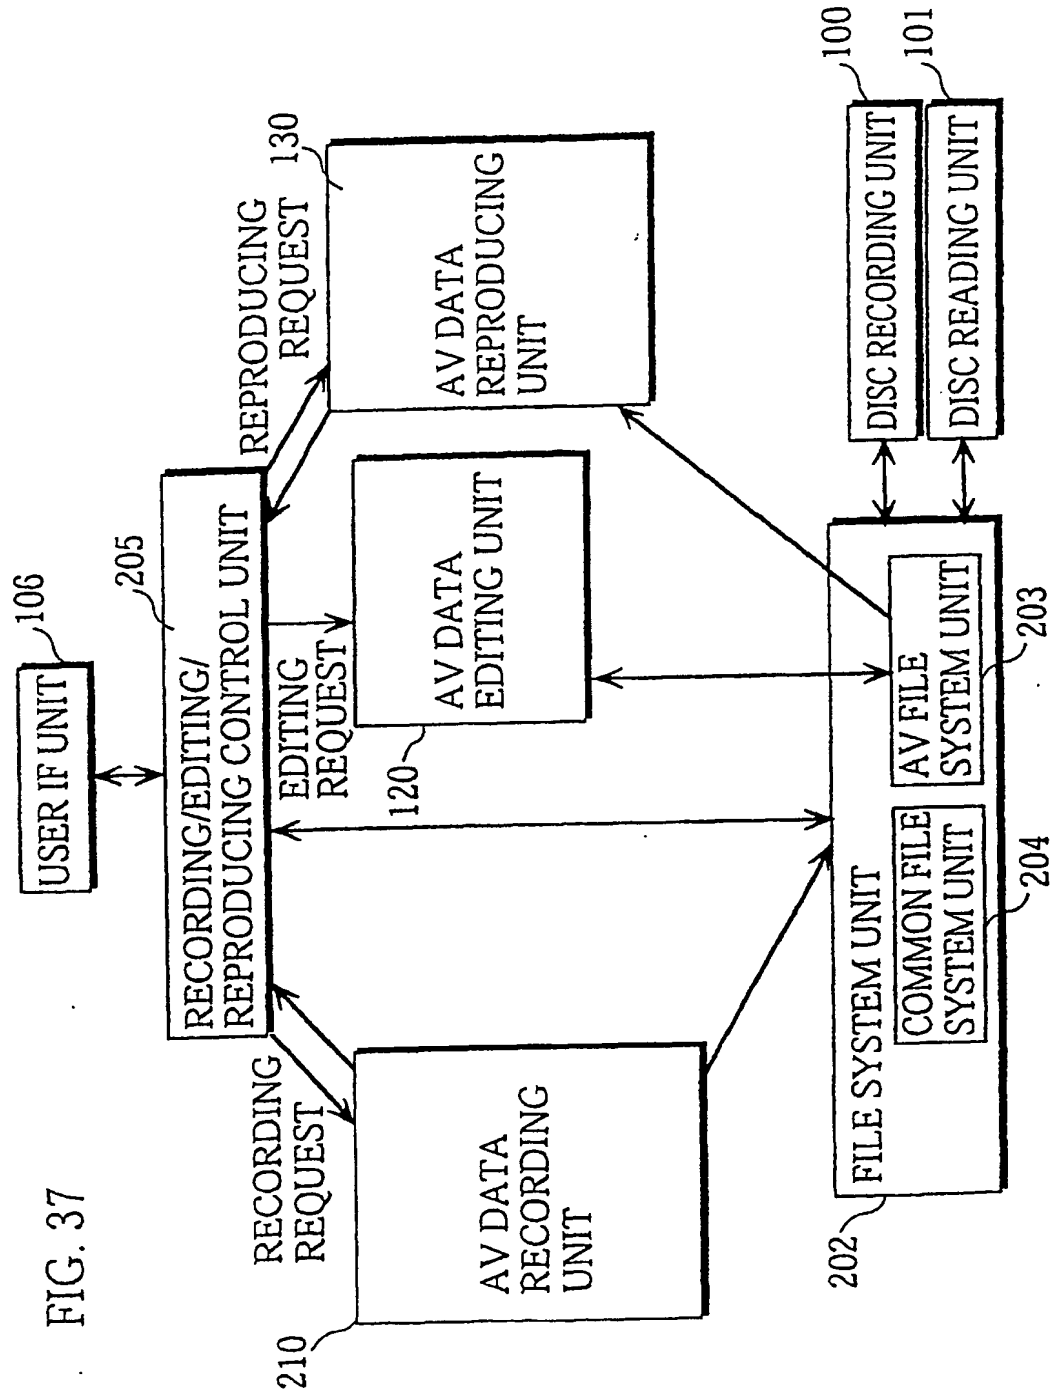 FIG. 37
USER IF UNIT
106
RECORDING/EDITING/
REPRODUCING CONTROL UNIT
205
RECORDING
REQUEST
EDITING
REQUEST
REPRODUCING
REQUEST
210
AV DATA
RECORDING
UNIT
120
AV DATA
EDITING UNIT
130
AV DATA
REPRODUCING
UNIT
202
FILE SYSTEM UNIT
COMMON FILE
SYSTEM UNIT
204
AV FILE
SYSTEM UNIT
203
DISC RECORDING UNIT
100
DISC READING UNIT
101